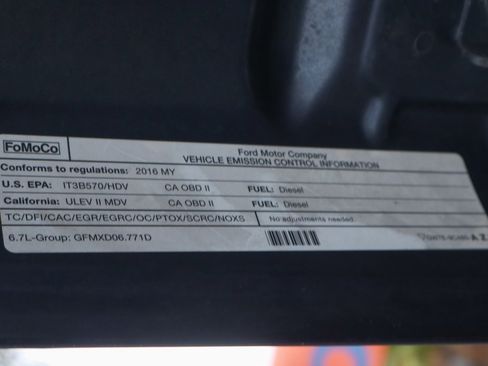 FoMoCo
Ford Motor Company
VEHICLE EMISSION CONTROL INFORMATION
Conforms to regulations: 2016 MY
U.S. EPA: IT3B570/HDV CA OBD II FUEL: Diesel
California: ULEV II MDV CA OBD II FUEL: Diesel
TC/DFI/CAC/EGR/EGRC/OC/PTOX/SCRC/NOXS No adjustments needed.
6.7L-Group: GFMXD06.771D